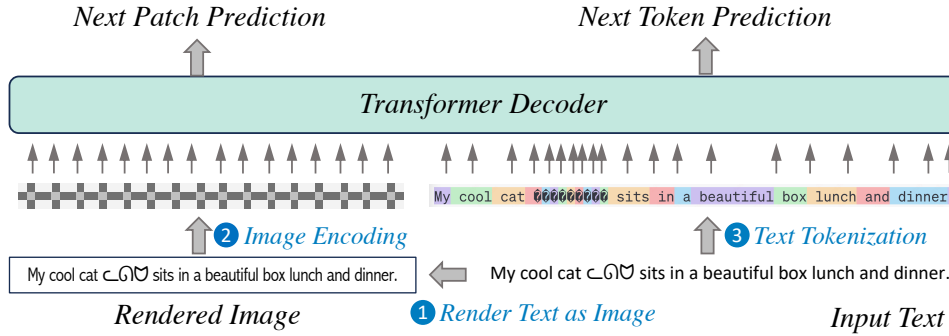 Next Patch Prediction
Next Token Prediction
Transformer Decoder
My cool cat ���������� sits in a beautiful box lunch and dinner
2 Image Encoding
3 Text Tokenization
My cool cat ᓚᘏᗢ sits in a beautiful box lunch and dinner.
My cool cat ᓚᘏᗢ sits in a beautiful box lunch and dinner.
Rendered Image
1 Render Text as Image
Input Text